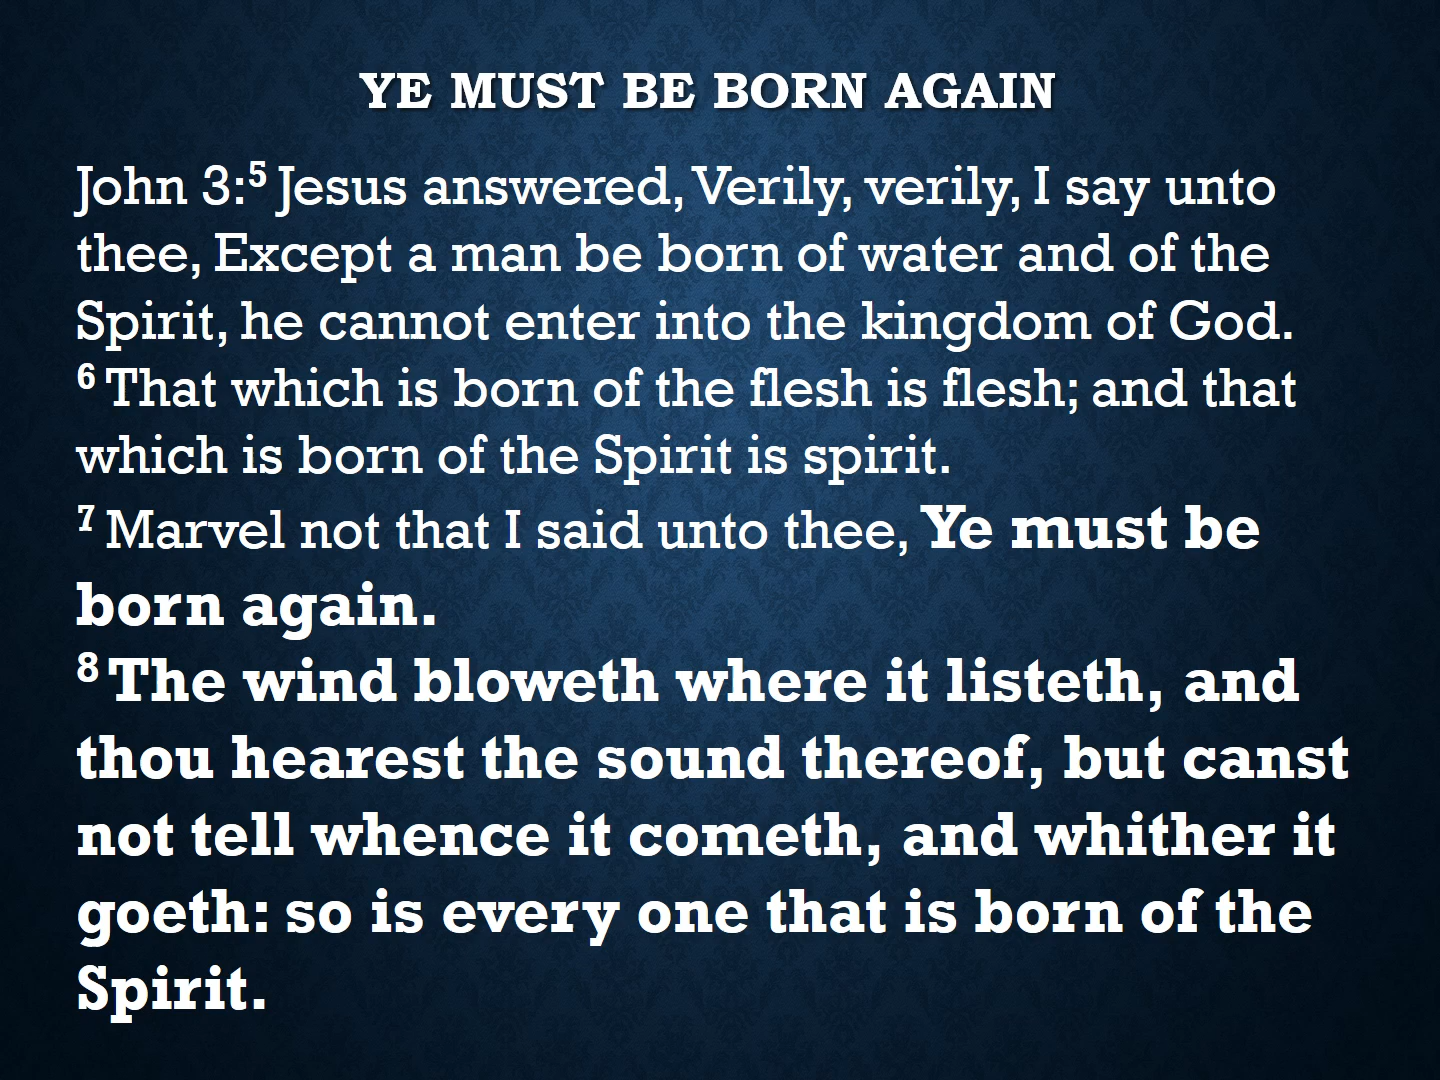 YE MUST BE BORN AGAIN
John 3:⁵ Jesus answered, Verily, verily, I say unto
thee, Except a man be born of water and of the
Spirit, he cannot enter into the kingdom of God.
⁶ That which is born of the flesh is flesh; and that
which is born of the Spirit is spirit.
⁷ Marvel not that I said unto thee, Ye must be
born again.
⁸ The wind bloweth where it listeth, and
thou hearest the sound thereof, but canst
not tell whence it cometh, and whither it
goeth: so is every one that is born of the
Spirit.